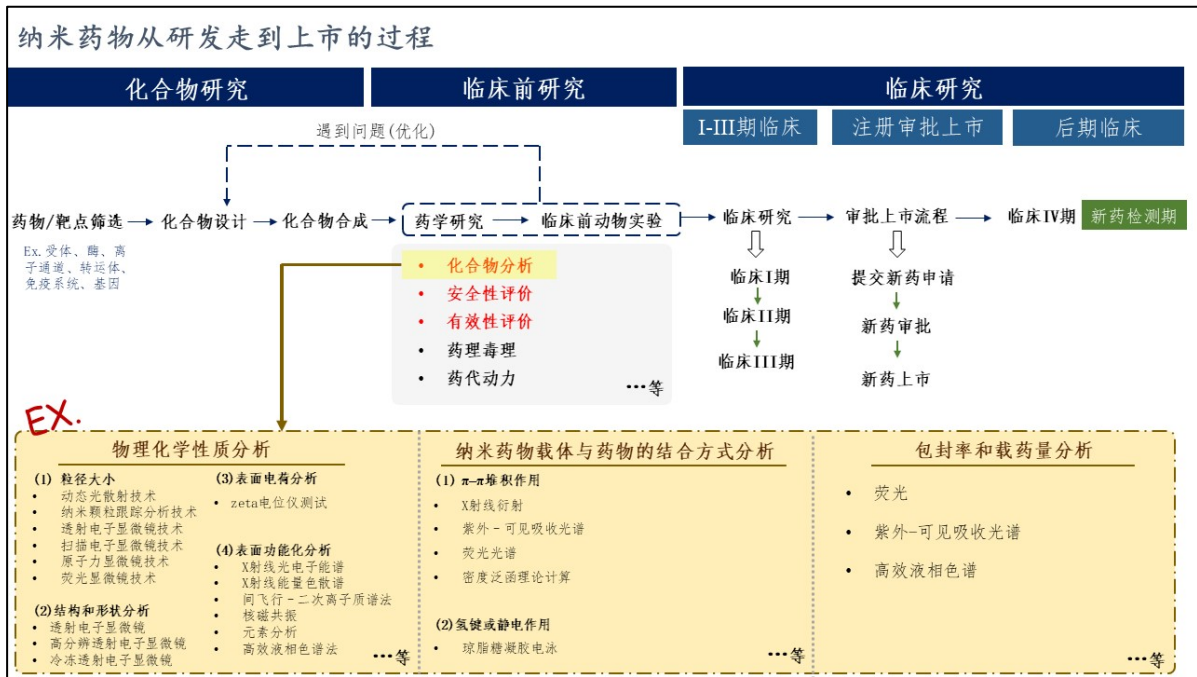 纳米药物从研发走到上市的过程
化合物研究
临床前研究
临床研究
I-III期临床
注册审批上市
后期临床
遇到问题(优化)
药物/靶点筛选
化合物设计
化合物合成
药学研究
临床前动物实验
临床研究
审批上市流程
临床IV期
新药检测期
Ex. 受体、酶、离
子通道、转运体、
免疫系统、基因
• 化合物分析
• 安全性评价
• 有效性评价
• 药理毒理
• 药代动力
…等
临床I期
临床II期
临床III期
提交新药申请
新药审批
新药上市
EX.
物理化学性质分析
(1) 粒径大小
• 动态光散射技术
• 纳米颗粒跟踪分析技术
• 透射电子显微镜技术
• 扫描电子显微镜技术
• 原子力显微镜技术
• 荧光显微镜技术
(2)结构和形状分析
• 透射电子显微镜
• 高分辨透射电子显微镜
• 冷冻透射电子显微镜
(3)表面电荷分析
• zeta电位仪测试
(4)表面功能化分析
• X射线光电子能谱
• X射线能量色散谱
• 间飞行-二次离子质谱法
• 核磁共振
• 元素分析
• 高效液相色谱法
…等
纳米药物载体与药物的结合方式分析
(1) π–π堆积作用
• X射线衍射
• 紫外-可见吸收光谱
• 荧光光谱
• 密度泛函理论计算
(2)氢键或静电作用
• 琼脂糖凝胶电泳
…等
包封率和载药量分析
• 荧光
• 紫外-可见吸收光谱
• 高效液相色谱
…等